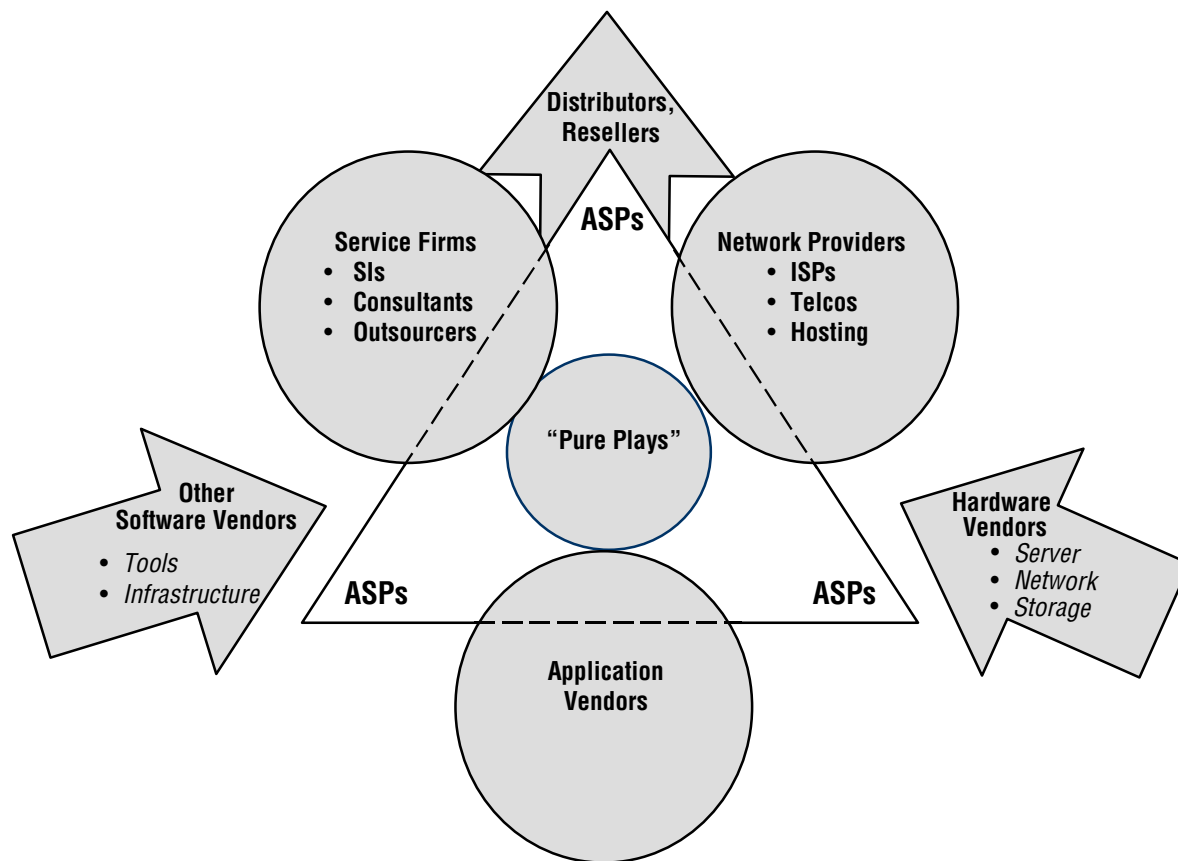 Distributors,
Resellers
ASPs
Service Firms
• SIs
• Consultants
• Outsourcers
Network Providers
• ISPs
• Telcos
• Hosting
“Pure Plays”
Other
Software Vendors
• Tools
• Infrastructure
Hardware
Vendors
• Server
• Network
• Storage
ASPs
ASPs
Application
Vendors